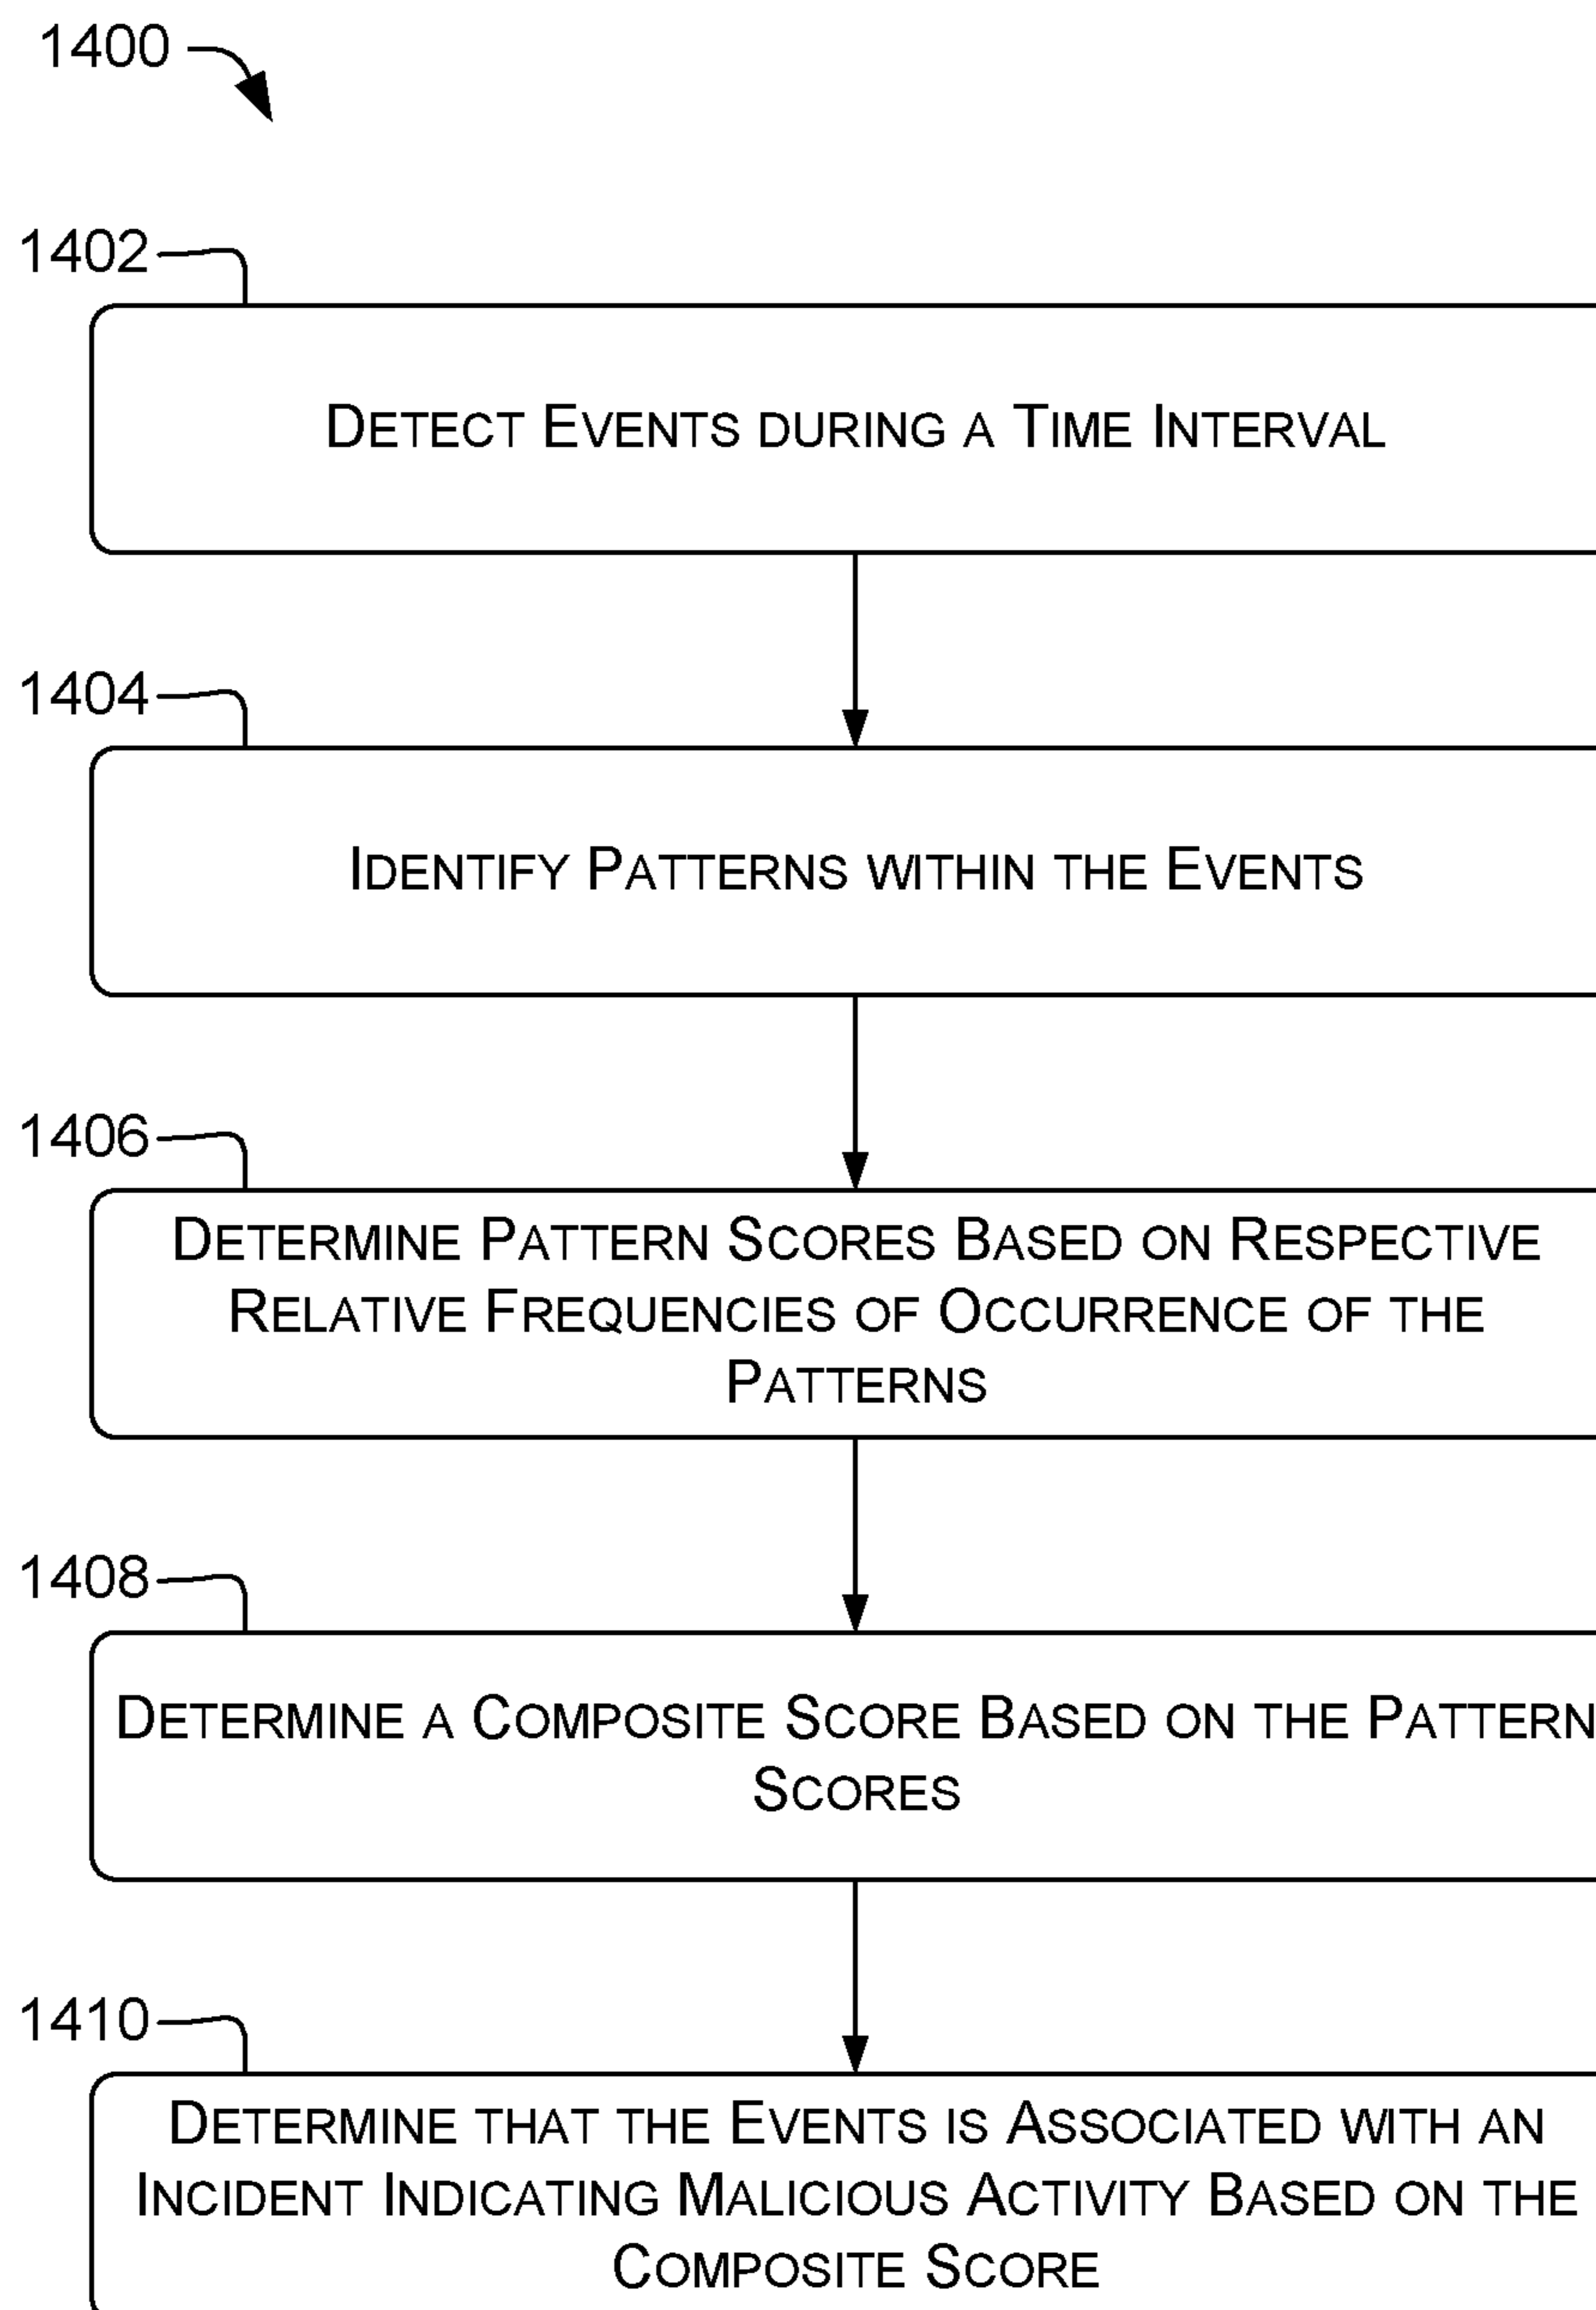 1400
1402
Detect Events during a Time Interval
1404
Identify Patterns within the Events
1406
Determine Pattern Scores Based on Respective
Relative Frequencies of Occurrence of the
Patterns
1408
Determine a Composite Score Based on the Pattern
Scores
1410
Determine that the Events is Associated with an
Incident Indicating Malicious Activity Based on the
Composite Score